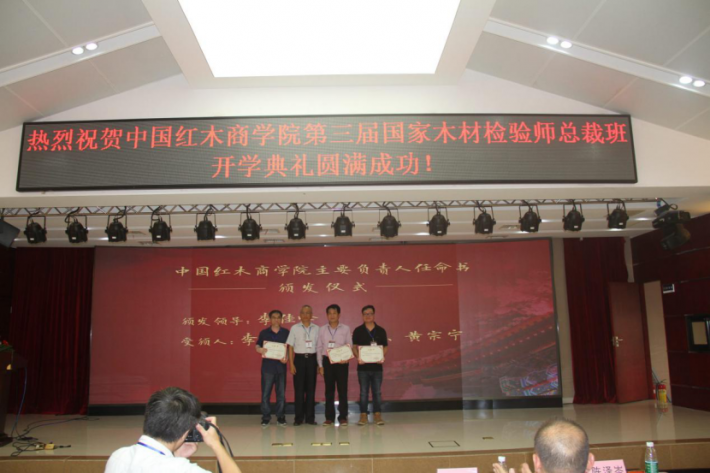 热烈祝贺中国红木商学院第三届国家木材检验师总裁班
开学典礼圆满成功！
中国红木商学院主要负责人任命书
颁发仪式
颁发领导：李
受颁人：李 黄宗宁